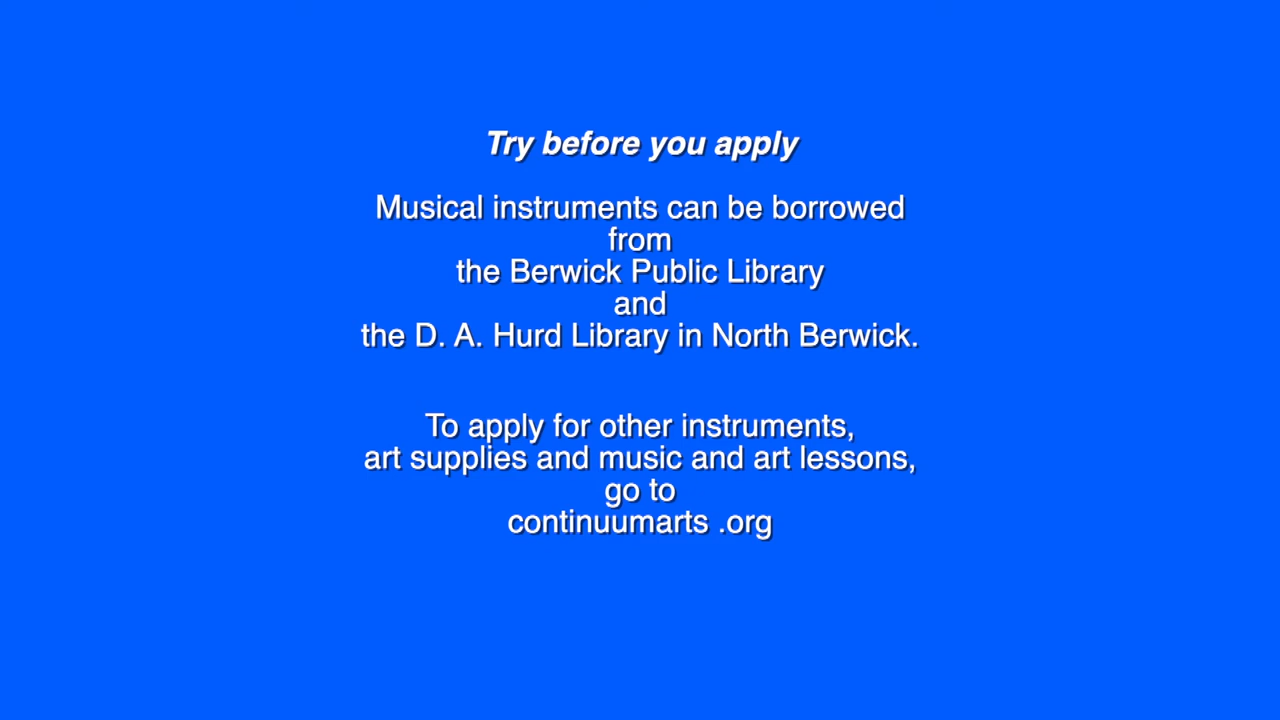 Try before you apply
Musical instruments can be borrowed
from
the Berwick Public Library
and
the D. A. Hurd Library in North Berwick.
To apply for other instruments,
art supplies and music and art lessons,
go to
continuumarts .org